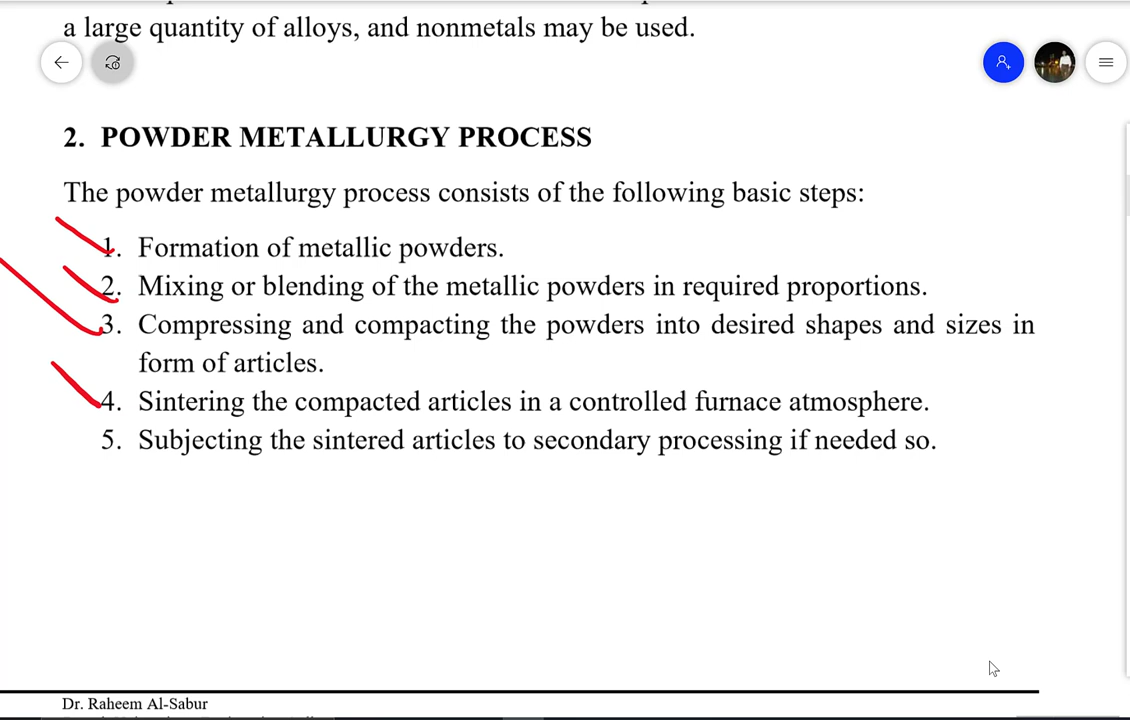 a large quantity of alloys, and nonmetals may be used.
2. POWDER METALLURGY PROCESS
The powder metallurgy process consists of the following basic steps:
1. Formation of metallic powders.
2. Mixing or blending of the metallic powders in required proportions.
3. Compressing and compacting the powders into desired shapes and sizes in
form of articles.
4. Sintering the compacted articles in a controlled furnace atmosphere.
5. Subjecting the sintered articles to secondary processing if needed so.
Dr. Raheem Al-Sabur